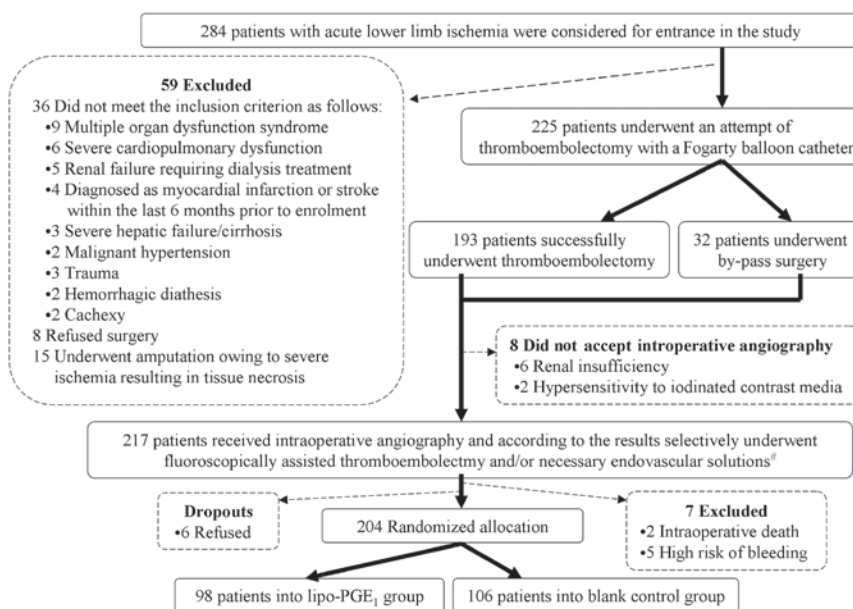 284 patients with acute lower limb ischemia were considered for entrance in the study
59 Excluded
36 Did not meet the inclusion criterion as follows:
•9 Multiple organ dysfunction syndrome
•6 Severe cardiopulmonary dysfunction
•5 Renal failure requiring dialysis treatment
•4 Diagnosed as myocardial infarction or stroke
within the last 6 months prior to enrolment
•3 Severe hepatic failure/cirrhosis
•2 Malignant hypertension
•3 Trauma
•2 Hemorrhagic diathesis
•2 Cachexy
8 Refused surgery
15 Underwent amputation owing to severe
ischemia resulting in tissue necrosis
225 patients underwent an attempt of
thromboembolectomy with a Fogarty balloon catheter
193 patients successfully
underwent thromboembolectomy
32 patients underwent
by-pass surgery
8 Did not accept introperative angiography
•6 Renal insufficiency
•2 Hypersensitivity to iodinated contrast media
217 patients received intraoperative angiography and according to the results selectively underwent
fluoroscopically assisted thromboembolectmy and/or necessary endovascular solutions#
Dropouts
•6 Refused
204 Randomized allocation
7 Excluded
•2 Intraoperative death
•5 High risk of bleeding
98 patients into lipo-PGE₁ group
106 patients into blank control group